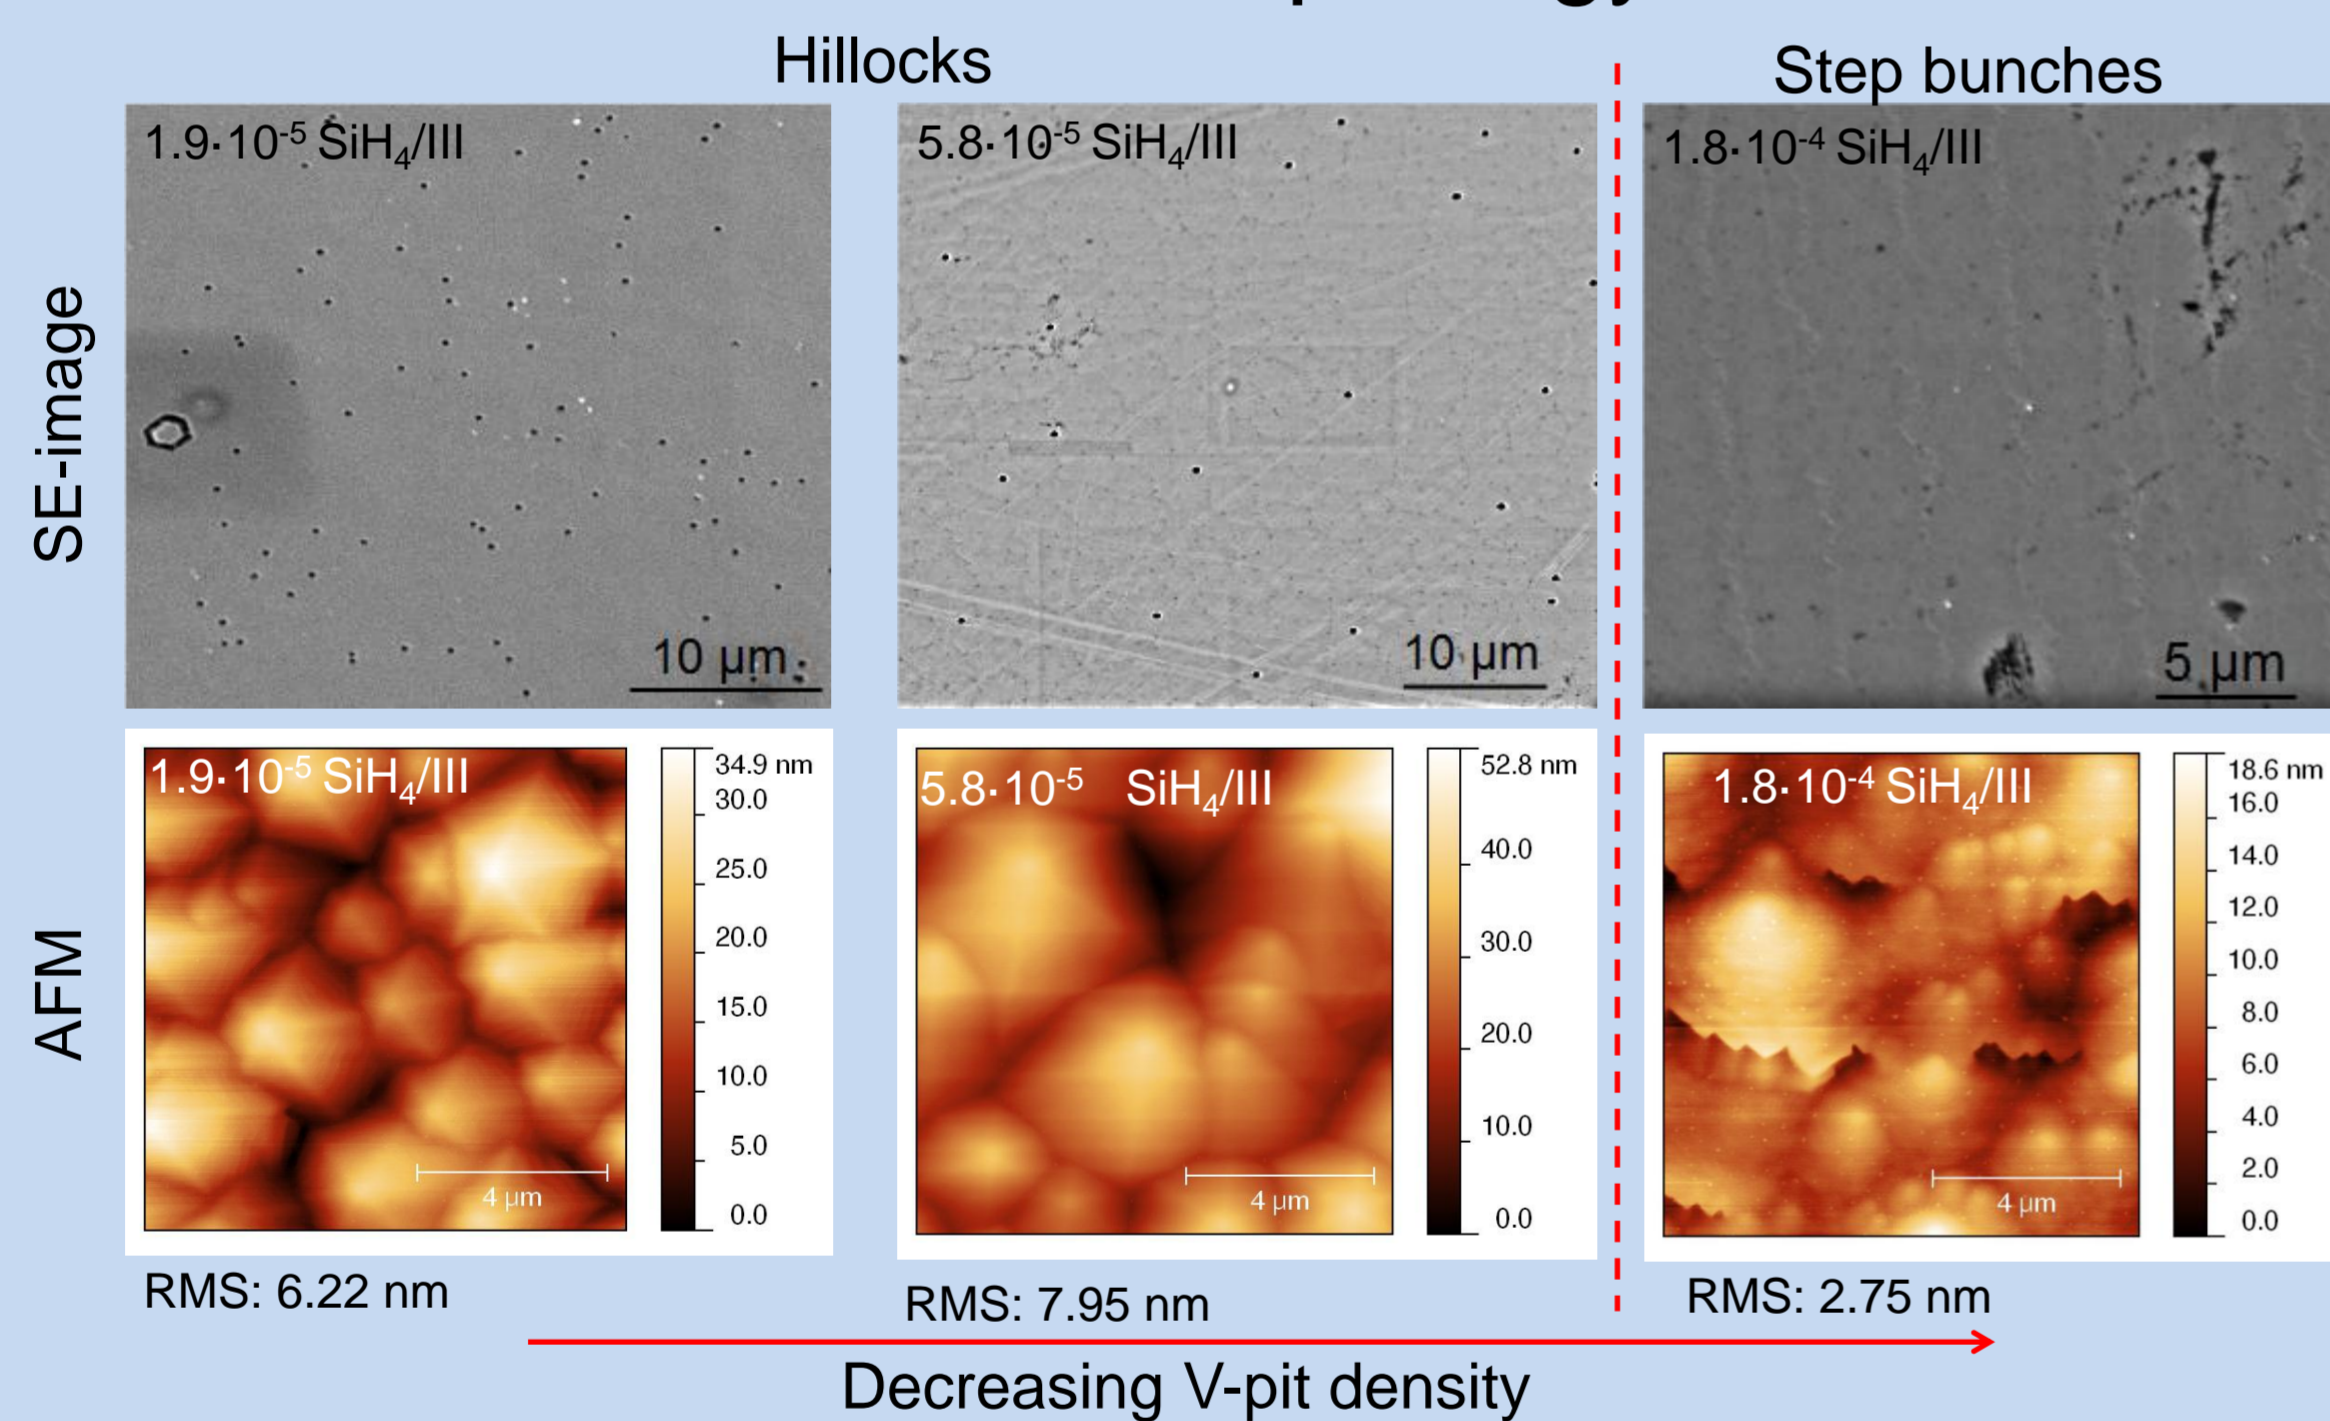 Hillocks
Step bunches
1.9·10⁻⁵ SiH₄/III
5.8·10⁻⁵ SiH₄/III
1.8·10⁻⁴ SiH₄/III
SE-image
10 µm
10 µm
5 µm
AFM
1.9·10⁻⁵ SiH₄/III
34.9 nm
30.0
25.0
20.0
15.0
10.0
5.0
0.0
4 µm
5.8·10⁻⁵ SiH₄/III
52.8 nm
40.0
30.0
20.0
10.0
0.0
4 µm
1.8·10⁻⁴ SiH₄/III
18.6 nm
16.0
14.0
12.0
10.0
8.0
6.0
4.0
2.0
0.0
4 µm
RMS: 6.22 nm
RMS: 7.95 nm
RMS: 2.75 nm
Decreasing V-pit density